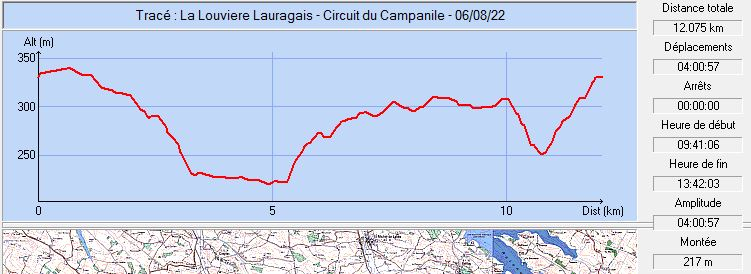 Tracé : La Louviere Lauragais - Circuit du Campanile - 06/08/22
Alt (m)
350
300
250
0
5
10
Dist (km)
Distance totale
12.075 km
Déplacements
04:00:57
Arrêts
00:00:00
Heure de début
09:41:06
Heure de fin
13:42:03
Amplitude
04:00:57
Montée
217 m